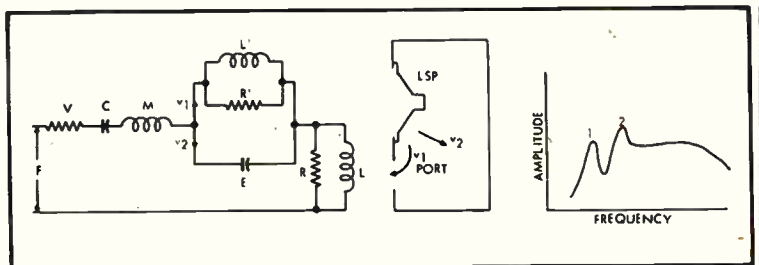 V C M
v1
v2
L'
R'
E
R
L
F
LSP
v2
v1
PORT
AMPLITUDE
1 2
FREQUENCY